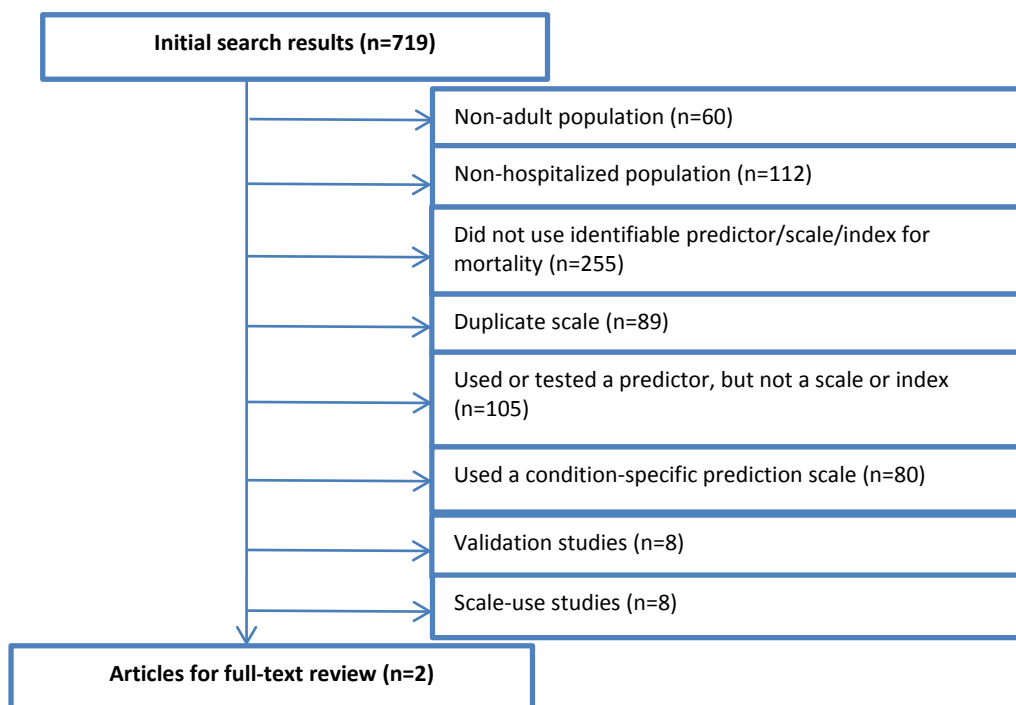 Initial search results (n=719)
Non-adult population (n=60)
Non-hospitalized population (n=112)
Did not use identifiable predictor/scale/index for
mortality (n=255)
Duplicate scale (n=89)
Used or tested a predictor, but not a scale or index
(n=105)
Used a condition-specific prediction scale (n=80)
Validation studies (n=8)
Scale-use studies (n=8)
Articles for full-text review (n=2)